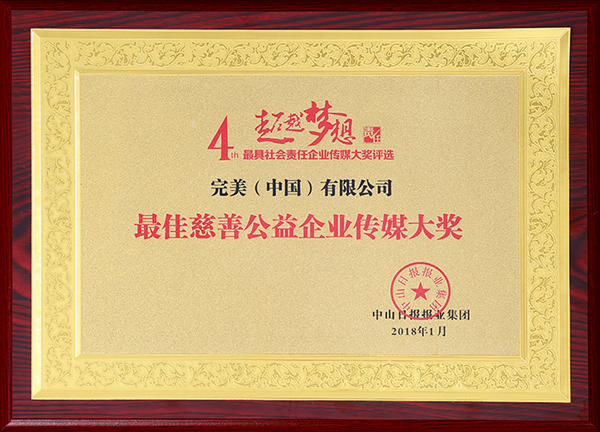 4th 超越梦想
最具社会责任企业传媒大奖评选
完美（中国）有限公司
最佳慈善公益企业传媒大奖
中山日报报业集团
中山日报报业集团
2018年1月